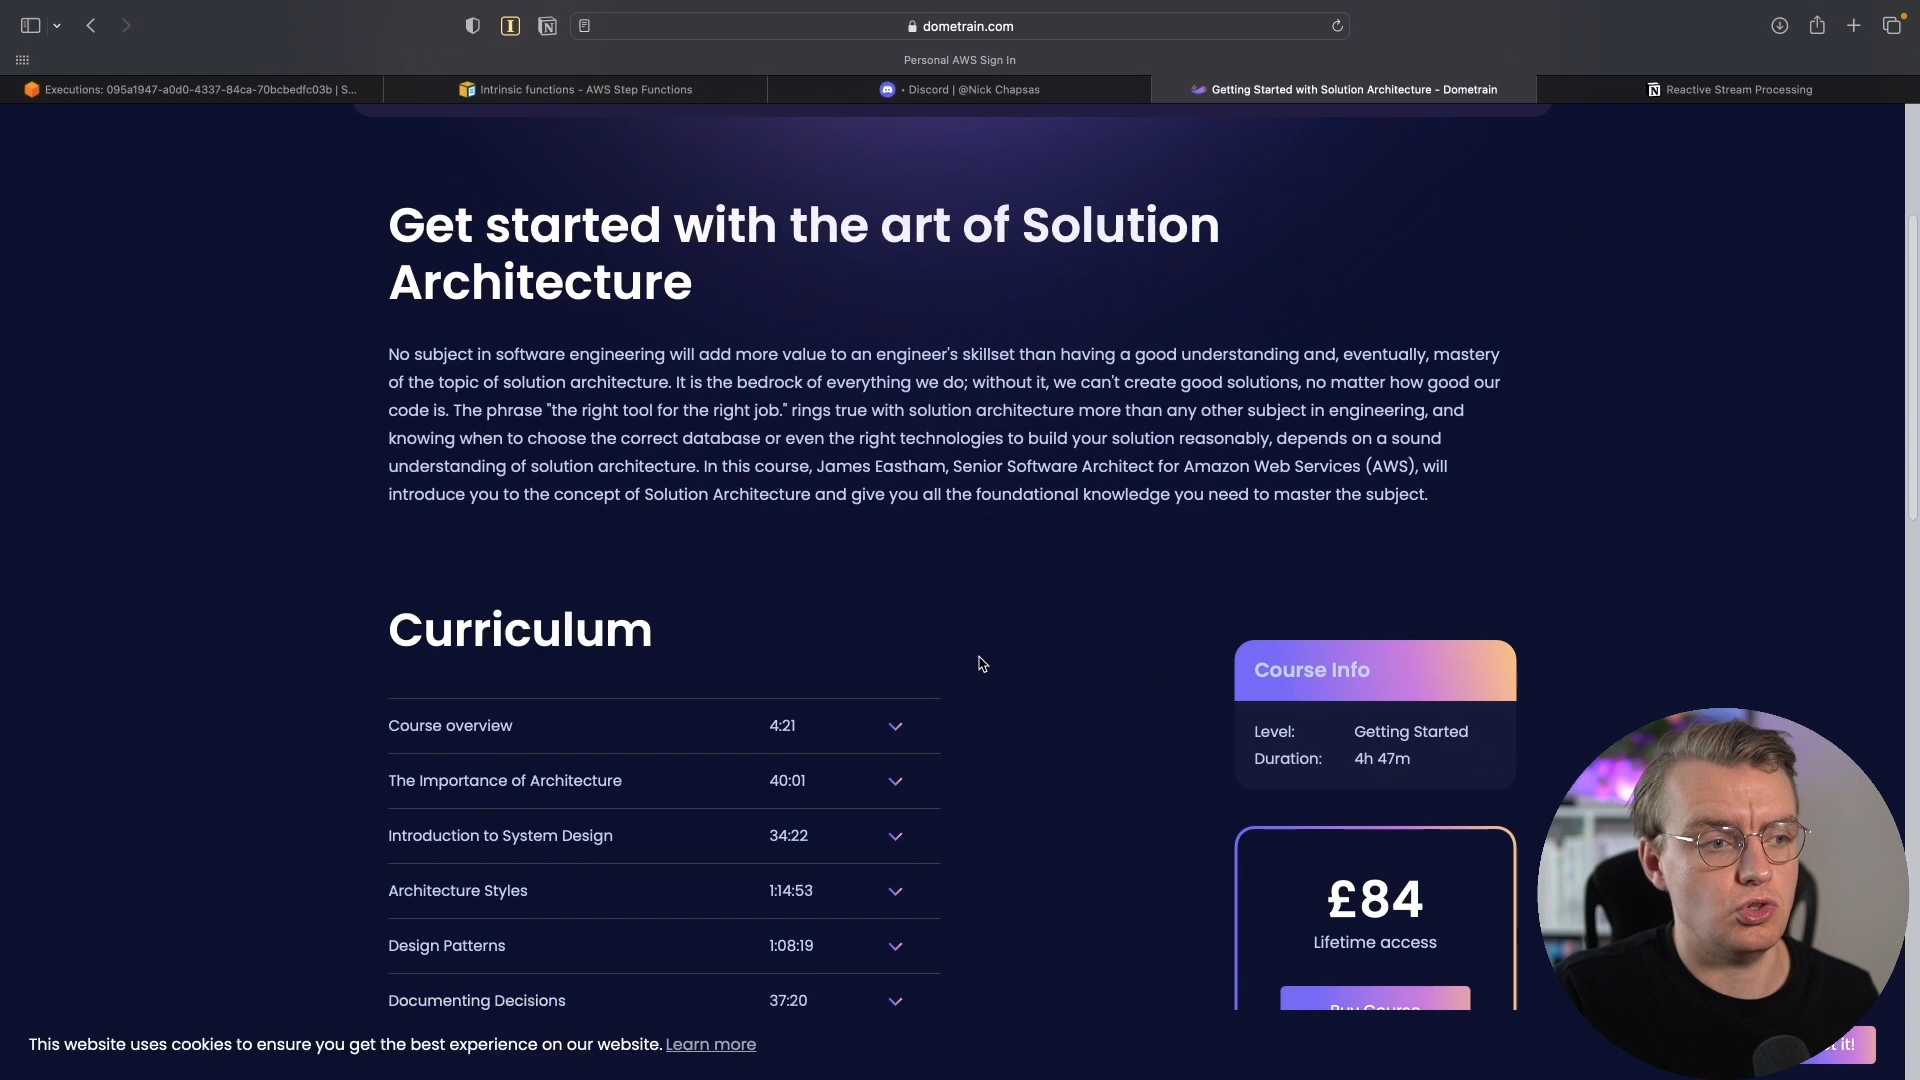 dometrain.com
Personal AWS Sign In
Executions: 095a1947-a0d0-4337-84ca-70bcbedfc03b | S...
Intrinsic functions - AWS Step Functions
• Discord | @Nick Chapsas
Getting Started with Solution Architecture - Dometrain
Reactive Stream Processing
Get started with the art of Solution
Architecture
No subject in software engineering will add more value to an engineer's skillset than having a good understanding and, eventually, mastery
of the topic of solution architecture. It is the bedrock of everything we do; without it, we can't create good solutions, no matter how good our
code is. The phrase "the right tool for the right job." rings true with solution architecture more than any other subject in engineering, and
knowing when to choose the correct database or even the right technologies to build your solution reasonably, depends on a sound
understanding of solution architecture. In this course, James Eastham, Senior Software Architect for Amazon Web Services (AWS), will
introduce you to the concept of Solution Architecture and give you all the foundational knowledge you need to master the subject.
Curriculum
Course overview 4:21
The Importance of Architecture 40:01
Introduction to System Design 34:22
Architecture Styles 1:14:53
Design Patterns 1:08:19
Documenting Decisions 37:20
Course Info
Level: Getting Started
Duration: 4h 47m
£84
Lifetime access
Buy Course
This website uses cookies to ensure you get the best experience on our website. Learn more
it!